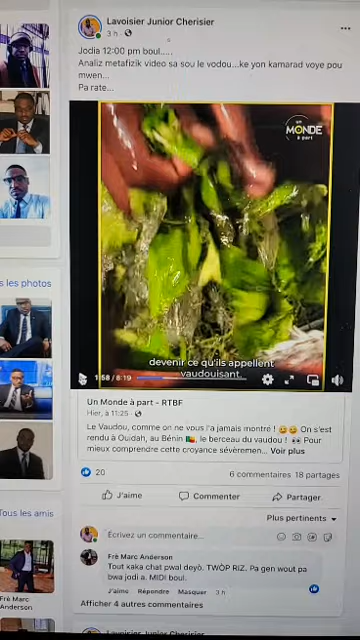 Lavoisier Junior Cherisier
3 h
Jodia 12:00 pm boul.....
Analiz metafizik video sa sou le vodou...ke yon kamarad voye pou
mwen...
Pa rate...
un
MONDE
à part
devenir ce qu'ils appellent
vaudouisant.
1:58 / 8:19
Un Monde à part - RTBF
Hier, à 11:25
Le Vaudou, comme on ne vous l'a jamais montré ! 😄😄 On s'est
rendu à Ouidah, au Bénin 🇧🇯, le berceau du vaudou ! 👀 Pour
mieux comprendre cette croyance sévèremen... Voir plus
20
6 commentaires 18 partages
J'aime
Commenter
Partager
Plus pertinents
Écrivez un commentaire...
Frè Marc Anderson
Tout kaka chat pwal deyò. TWÒP RIZ. Pa gen wout pa
bwa jodi a. MIDI boul.
J'aime Répondre Masquer 3 h
Afficher 4 autres commentaires
Lavoisier Junior Cherisier
s les photos
Tous les amis
Frè Marc
Anderson